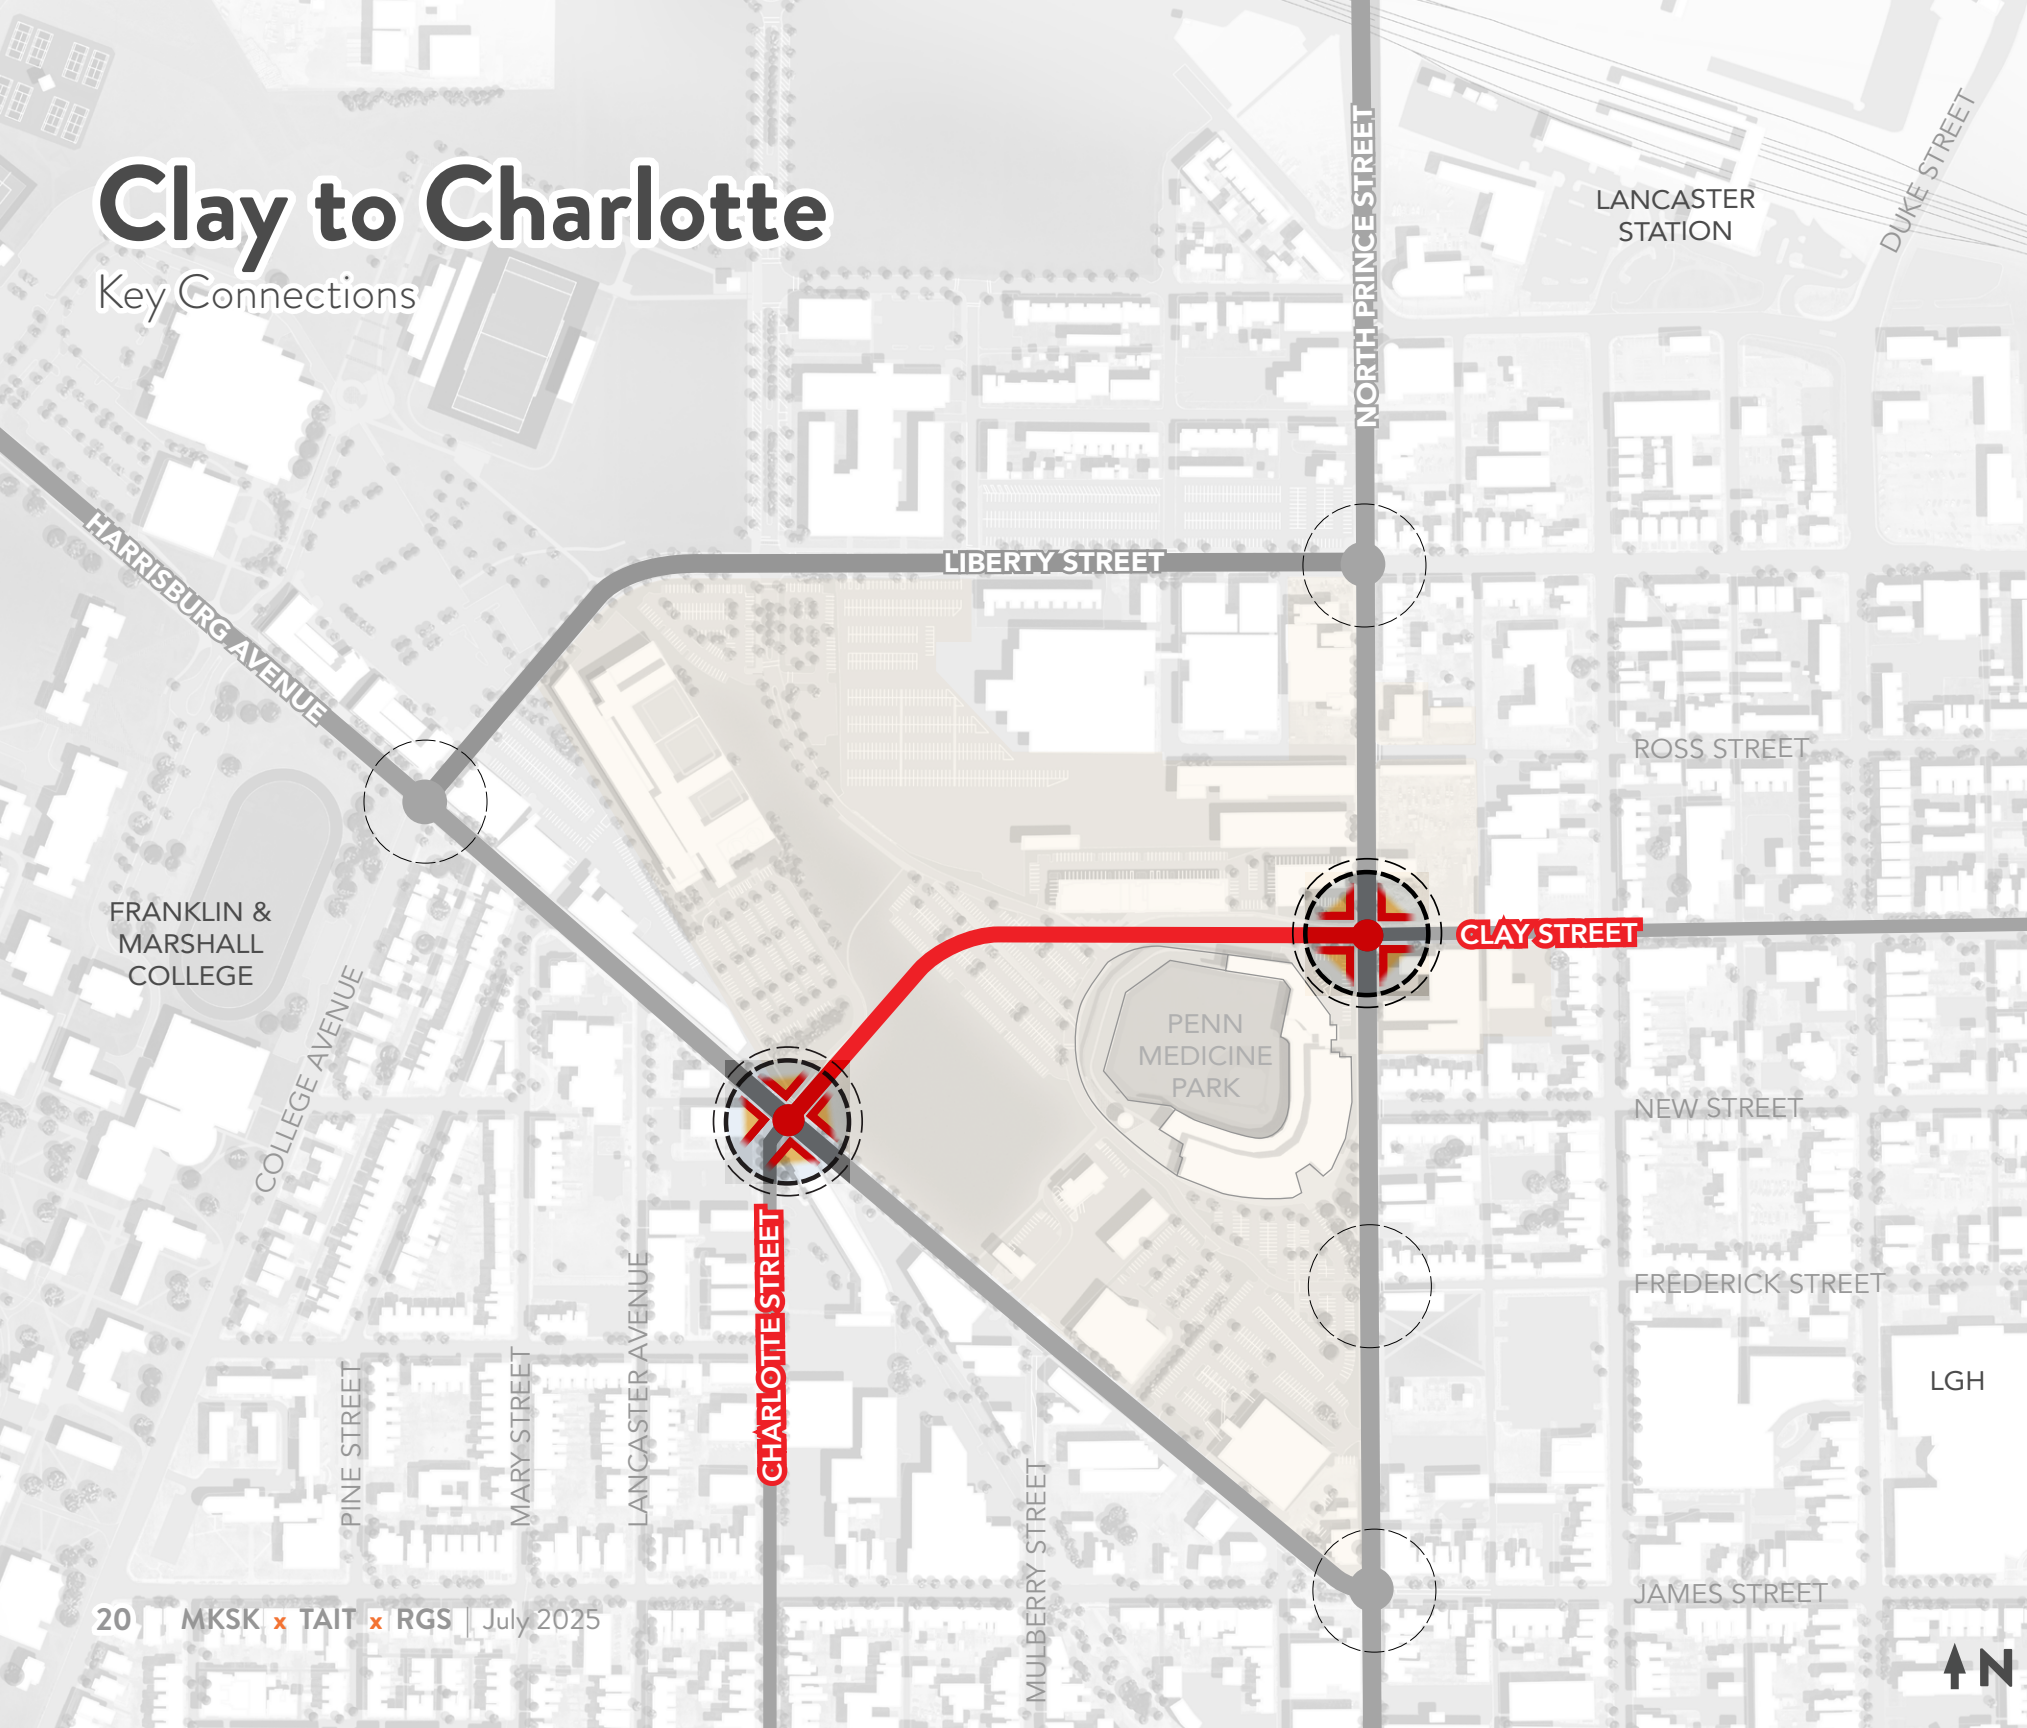 Clay to Charlotte
Key Connections
NORTH PRINCE STREET
LANCASTER
STATION
DUKE STREET
HARRISBURG AVENUE
LIBERTY STREET
ROSS STREET
FRANKLIN &
MARSHALL
COLLEGE
COLLEGE AVENUE
CLAY STREET
PENN
MEDICINE
PARK
NEW STREET
CHARLOTTE STREET
FREDERICK STREET
LGH
PINE STREET
MARY STREET
LANCASTER AVENUE
MULBERRY STREET
JAMES STREET
20 MKSK x TAIT x RGS | July 2025
N